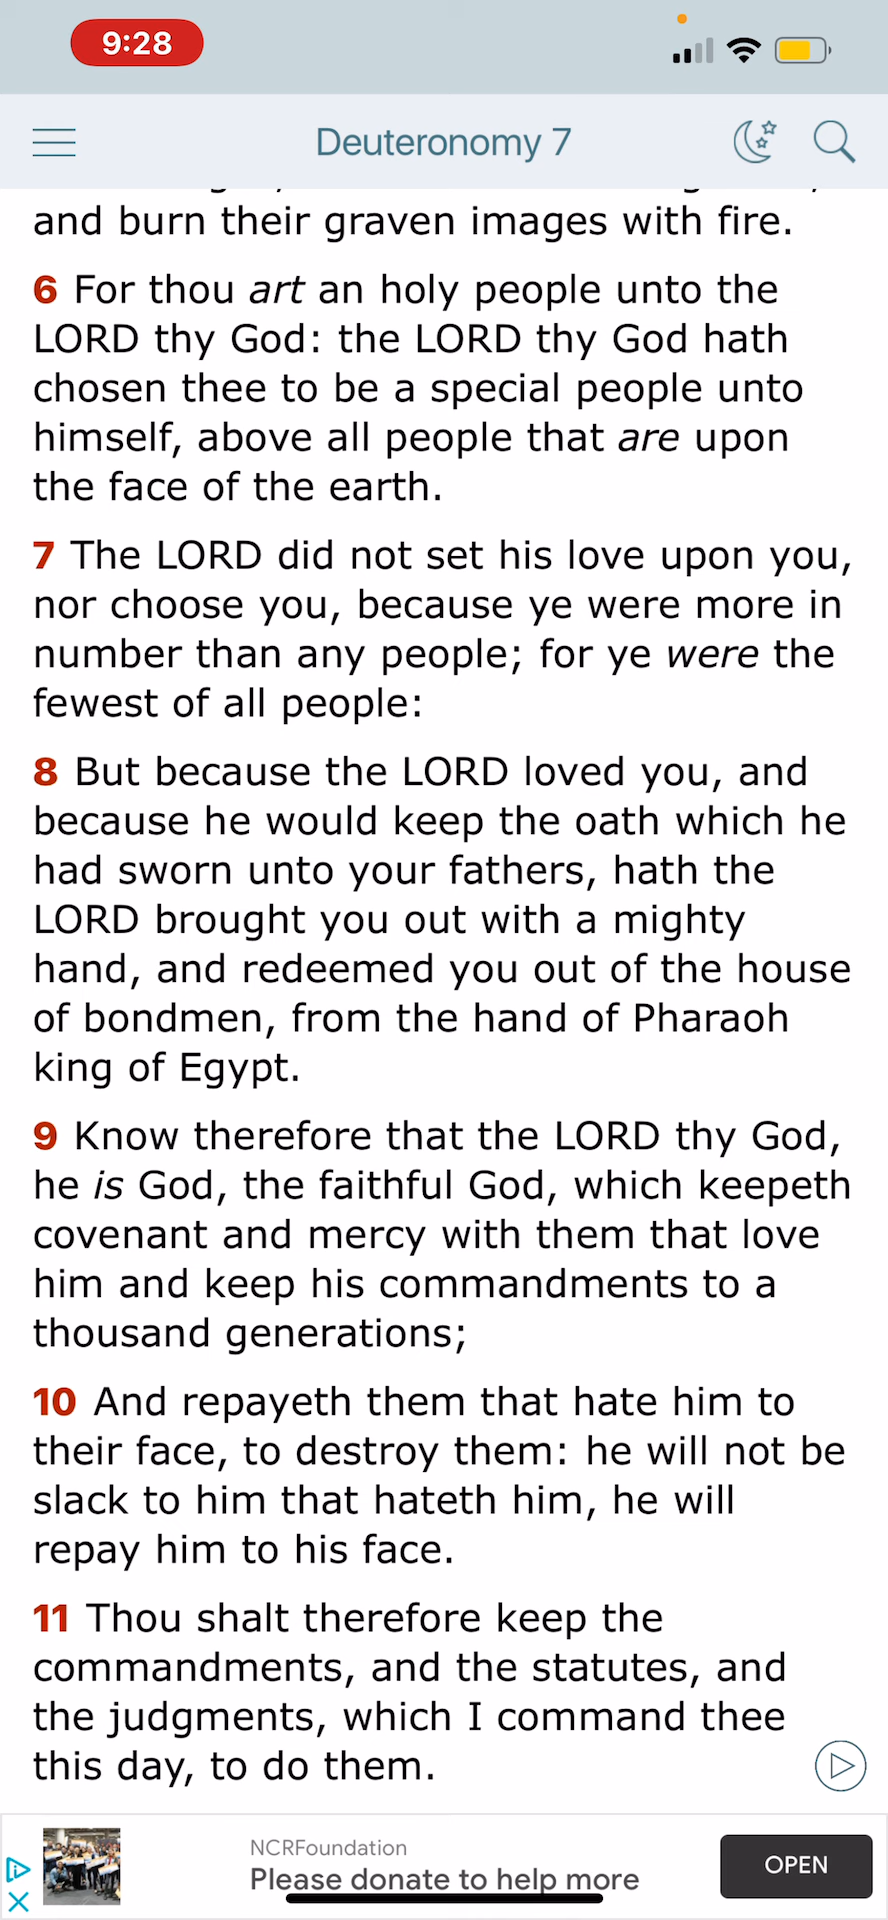 9:28
Deuteronomy 7
and burn their graven images with fire.
6 For thou art an holy people unto the
LORD thy God: the LORD thy God hath
chosen thee to be a special people unto
himself, above all people that are upon
the face of the earth.
7 The LORD did not set his love upon you,
nor choose you, because ye were more in
number than any people; for ye were the
fewest of all people:
8 But because the LORD loved you, and
because he would keep the oath which he
had sworn unto your fathers, hath the
LORD brought you out with a mighty
hand, and redeemed you out of the house
of bondmen, from the hand of Pharaoh
king of Egypt.
9 Know therefore that the LORD thy God,
he is God, the faithful God, which keepeth
covenant and mercy with them that love
him and keep his commandments to a
thousand generations;
10 And repayeth them that hate him to
their face, to destroy them: he will not be
slack to him that hateth him, he will
repay him to his face.
11 Thou shalt therefore keep the
commandments, and the statutes, and
the judgments, which I command thee
this day, to do them.
NCRFoundation
Please donate to help more
OPEN